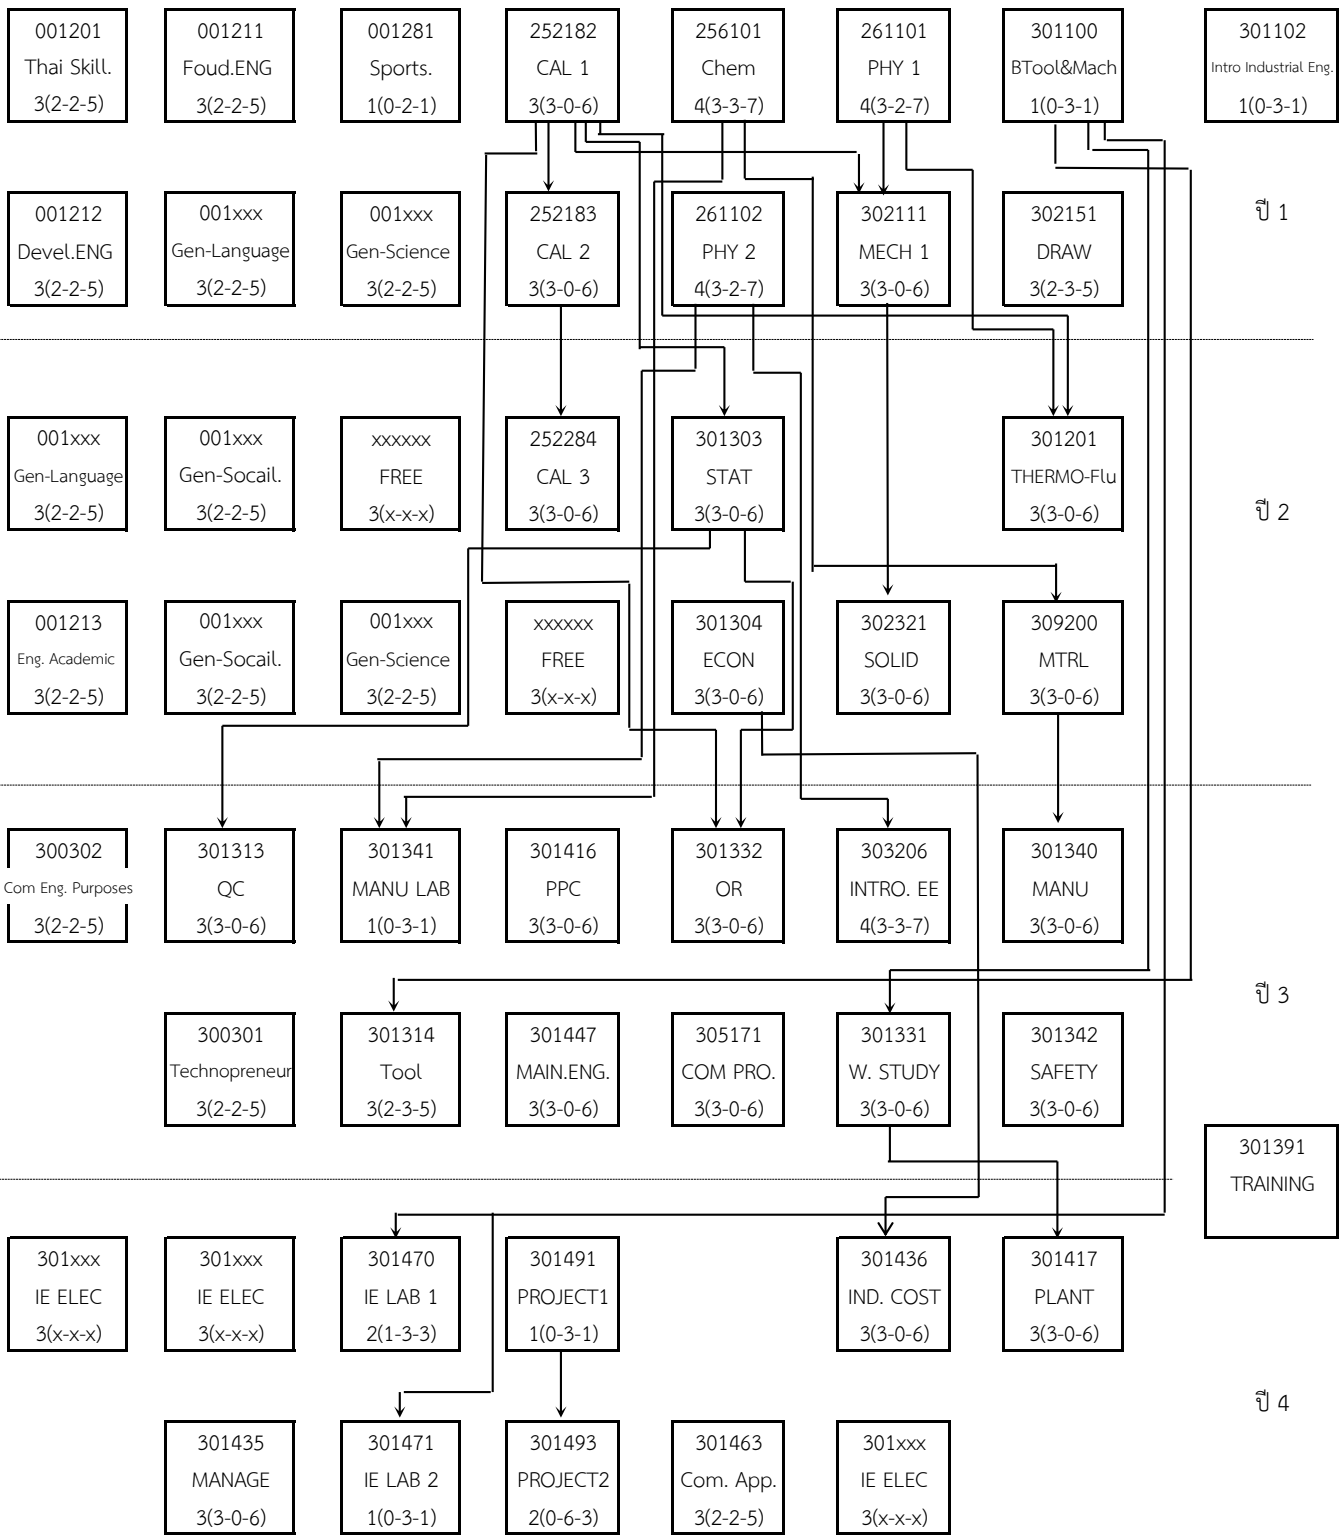 001201
Thai Skill.
3(2-2-5)
001211
Foud.ENG
3(2-2-5)
001281
Sports.
1(0-2-1)
252182
CAL 1
3(3-0-6)
256101
Chem
4(3-3-7)
261101
PHY 1
4(3-2-7)
301100
BTool&Mach
1(0-3-1)
301102
Intro Industrial Eng.
1(0-3-1)
001212
Devel.ENG
3(2-2-5)
001xxx
Gen-Language
3(2-2-5)
001xxx
Gen-Science
3(2-2-5)
252183
CAL 2
3(3-0-6)
261102
PHY 2
4(3-2-7)
302111
MECH 1
3(3-0-6)
302151
DRAW
3(2-3-5)
ปี 1
001xxx
Gen-Language
3(2-2-5)
001xxx
Gen-Socail.
3(2-2-5)
xxxxxx
FREE
3(x-x-x)
252284
CAL 3
3(3-0-6)
301303
STAT
3(3-0-6)
301201
THERMO-Flu
3(3-0-6)
ปี 2
001213
Eng. Academic
3(2-2-5)
001xxx
Gen-Socail.
3(2-2-5)
001xxx
Gen-Science
3(2-2-5)
xxxxxx
FREE
3(x-x-x)
301304
ECON
3(3-0-6)
302321
SOLID
3(3-0-6)
309200
MTRL
3(3-0-6)
300302
Com Eng. Purposes
3(2-2-5)
301313
QC
3(3-0-6)
301341
MANU LAB
1(0-3-1)
301416
PPC
3(3-0-6)
301332
OR
3(3-0-6)
303206
INTRO. EE
4(3-3-7)
301340
MANU
3(3-0-6)
ปี 3
300301
Technopreneur
3(2-2-5)
301314
Tool
3(2-3-5)
301447
MAIN.ENG.
3(3-0-6)
305171
COM PRO.
3(3-0-6)
301331
W. STUDY
3(3-0-6)
301342
SAFETY
3(3-0-6)
301391
TRAINING
301xxx
IE ELEC
3(x-x-x)
301xxx
IE ELEC
3(x-x-x)
301470
IE LAB 1
2(1-3-3)
301491
PROJECT1
1(0-3-1)
301436
IND. COST
3(3-0-6)
301417
PLANT
3(3-0-6)
ปี 4
301435
MANAGE
3(3-0-6)
301471
IE LAB 2
1(0-3-1)
301493
PROJECT2
2(0-6-3)
301463
Com. App.
3(2-2-5)
301xxx
IE ELEC
3(x-x-x)